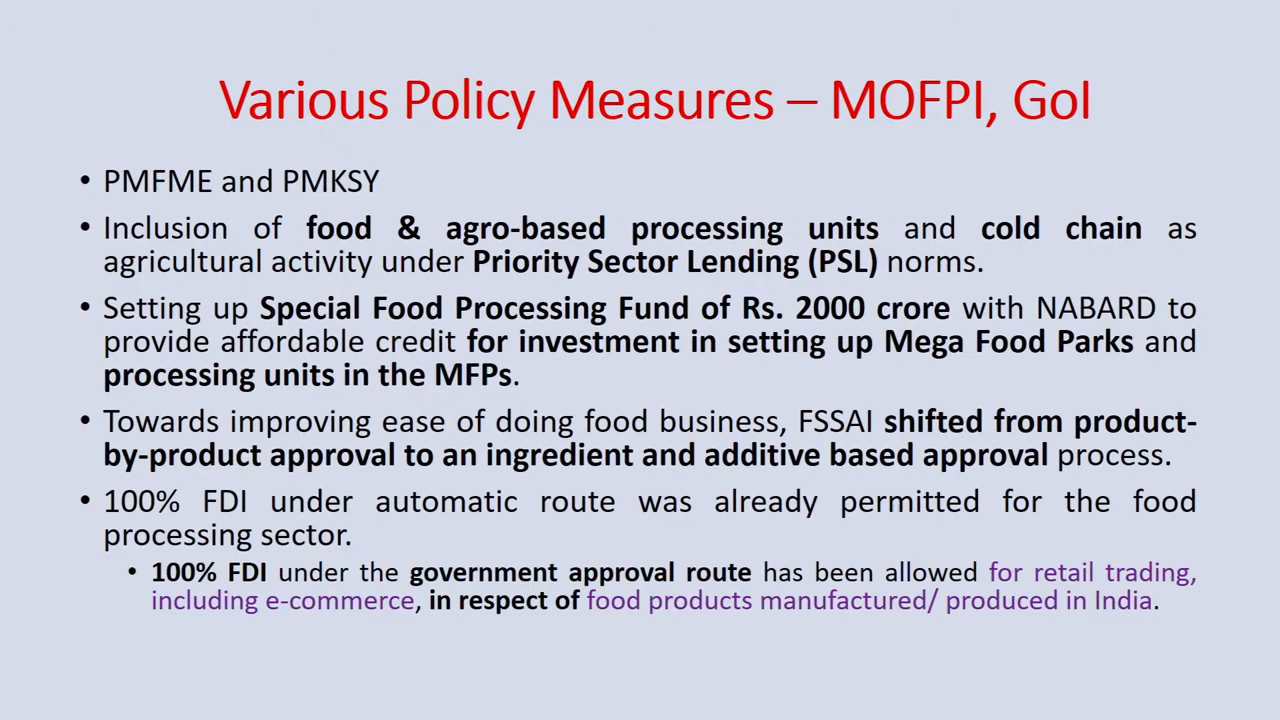 Various Policy Measures – MOFPI, GoI
• PMFME and PMKSY
• Inclusion of food & agro-based processing units and cold chain as
agricultural activity under Priority Sector Lending (PSL) norms.
• Setting up Special Food Processing Fund of Rs. 2000 crore with NABARD to
provide affordable credit for investment in setting up Mega Food Parks and
processing units in the MFPs.
• Towards improving ease of doing food business, FSSAI shifted from product-
by-product approval to an ingredient and additive based approval process.
• 100% FDI under automatic route was already permitted for the food
processing sector.
• 100% FDI under the government approval route has been allowed for retail trading,
including e-commerce, in respect of food products manufactured/ produced in India.